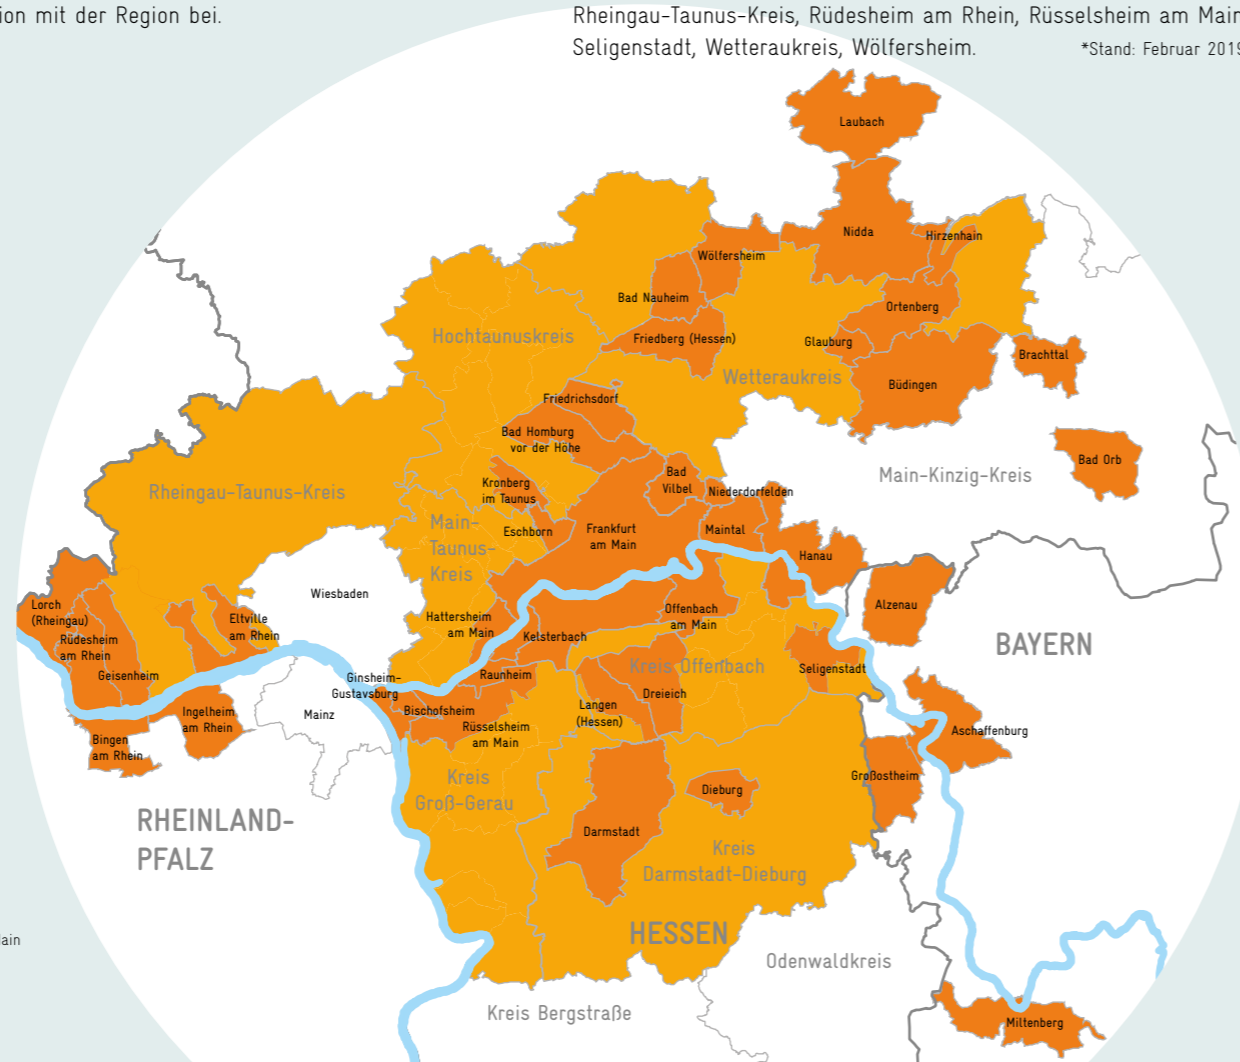 ion mit der Region bei.
Rheingau-Taunus-Kreis, Rüdesheim am Rhein, Rüsselsheim am Main
Seligenstadt, Wetteraukreis, Wölfersheim.
*Stand: Februar 2019
Laubach
Nidda
Hirzenhain
Wölfersheim
Bad Nauheim
Ortenberg
Hochtaunuskreis
Friedberg (Hessen)
Glauburg
Brachttal
Wetteraukreis
Büdingen
Friedrichsdorf
Bad Homburg
vor der Höhe
Bad Orb
Bad
Vilbel
Main-Kinzig-Kreis
Rheingau-Taunus-Kreis
Kronberg
im Taunus
Niederdorfelden
Main-
Taunus-
Kreis
Eschborn
Frankfurt
am Main
Maintal
Hanau
Wiesbaden
Lorch
(Rheingau)
Alzenau
Eltville
am Rhein
Hattersheim
am Main
Offenbach
am Main
Rüdesheim
am Rhein
Kelsterbach
BAYERN
Geisenheim
Kreis Offenbach
Seligenstadt
Ginsheim-
Gustavsburg
Raunheim
Dreieich
Langen
(Hessen)
Ingelheim
am Rhein
Mainz
Bischofsheim
Rüsselsheim
am Main
Aschaffenburg
Bingen
am Rhein
Kreis
Groß-Gerau
Großostheim
Dieburg
RHEINLAND-
PFALZ
Darmstadt
Kreis
Darmstadt-Dieburg
HESSEN
ain
Odenwaldkreis
Kreis Bergstraße
Miltenberg